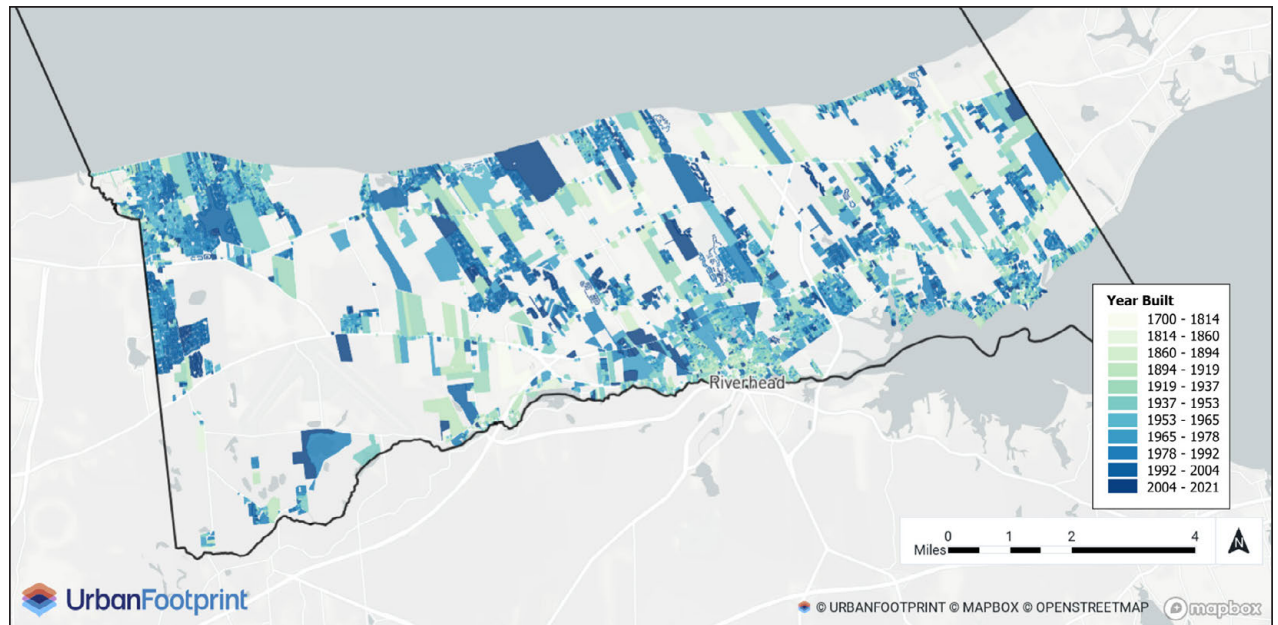 Riverhead
Year Built
1700 - 1814
1814 - 1860
1860 - 1894
1894 - 1919
1919 - 1937
1937 - 1953
1953 - 1965
1965 - 1978
1978 - 1992
1992 - 2004
2004 - 2021
0 1 2 4
Miles
N
UrbanFootprint
© URBANFOOTPRINT © MAPBOX © OPENSTREETMAP
mapbox